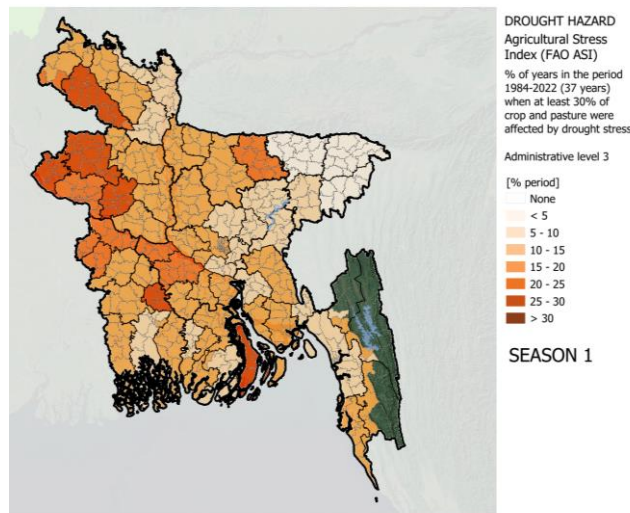 DROUGHT HAZARD
Agricultural Stress
Index (FAO ASI)
% of years in the period
1984-2022 (37 years)
when at least 30% of
crop and pasture were
affected by drought stress
Administrative level 3
[% period]
None
< 5
5 - 10
10 - 15
15 - 20
20 - 25
25 - 30
> 30
SEASON 1